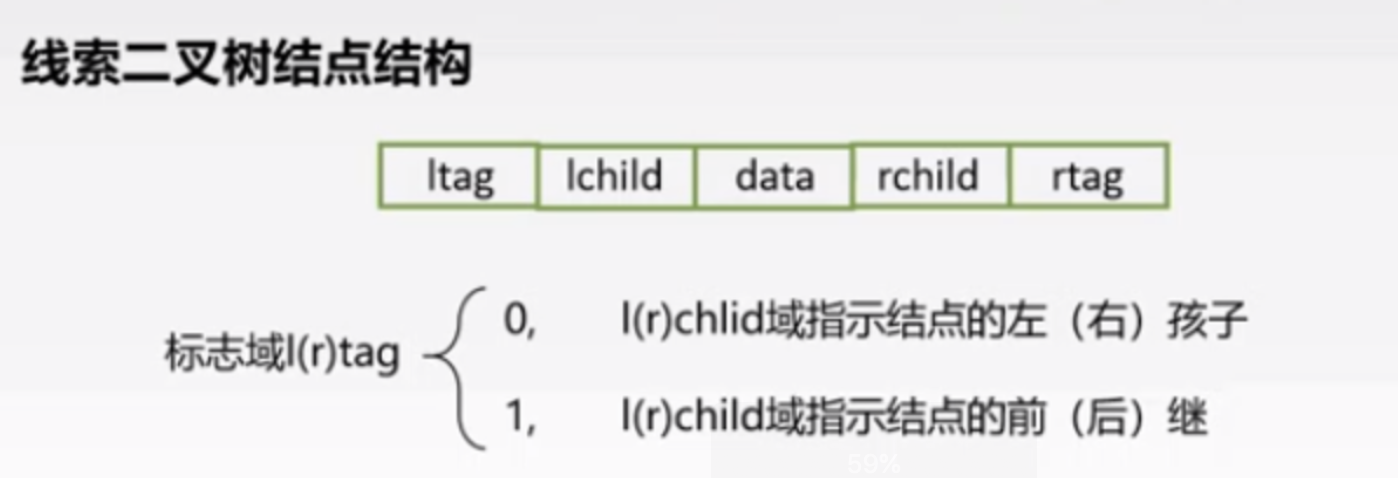 线索二叉树结点结构
ltag lchild data rchild rtag
标志域l(r)tag
0, l(r)chlid域指示结点的左（右）孩子
1, l(r)child域指示结点的前（后）继
59%